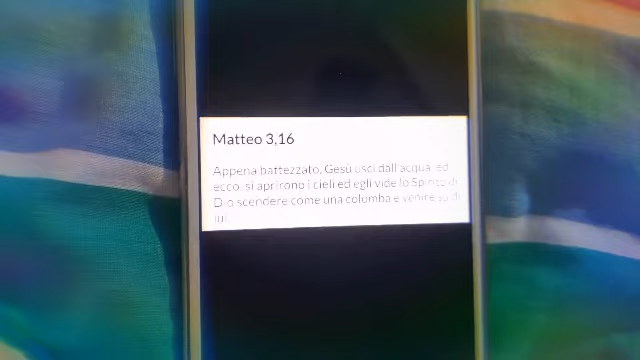 Matteo 3,16
Appena battezzato, Gesù uscì dall'acqua: ed
ecco, si aprirono i cieli ed egli vide lo Spirito di
Dio scendere come una colomba e venire su di
lui.